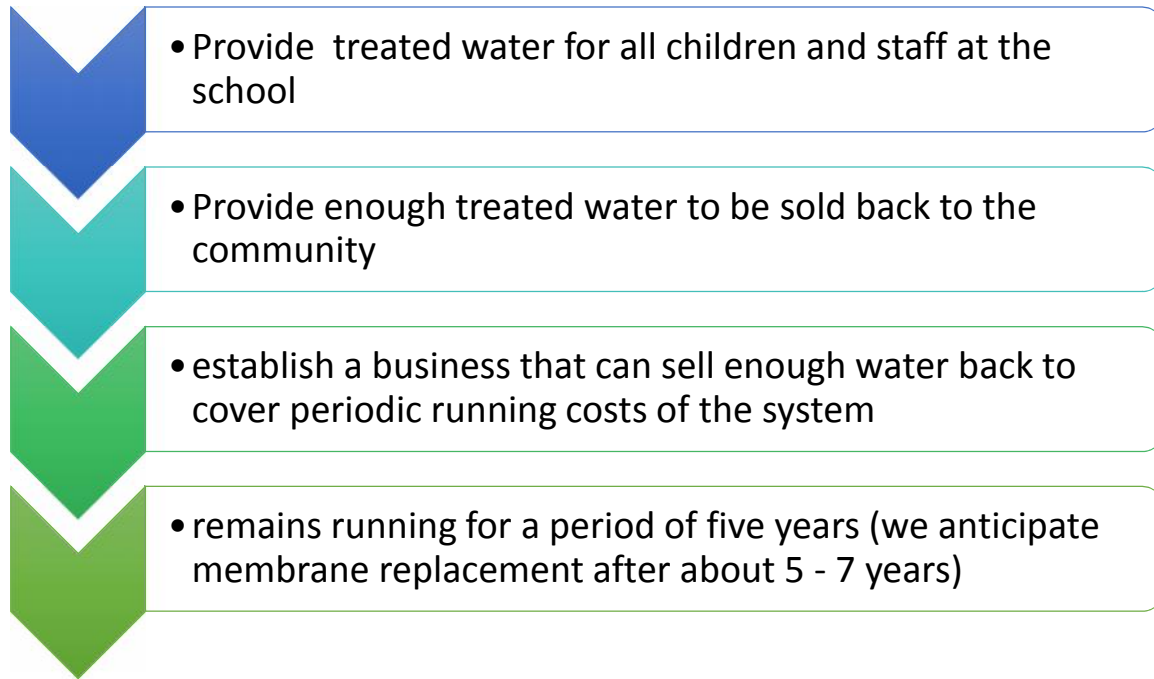 •Provide  treated water for all children and staff at the
school
•Provide enough treated water to be sold back to the
community
•establish a business that can sell enough water back to
cover periodic running costs of the system
•remains running for a period of five years (we anticipate
membrane replacement after about 5 - 7 years)